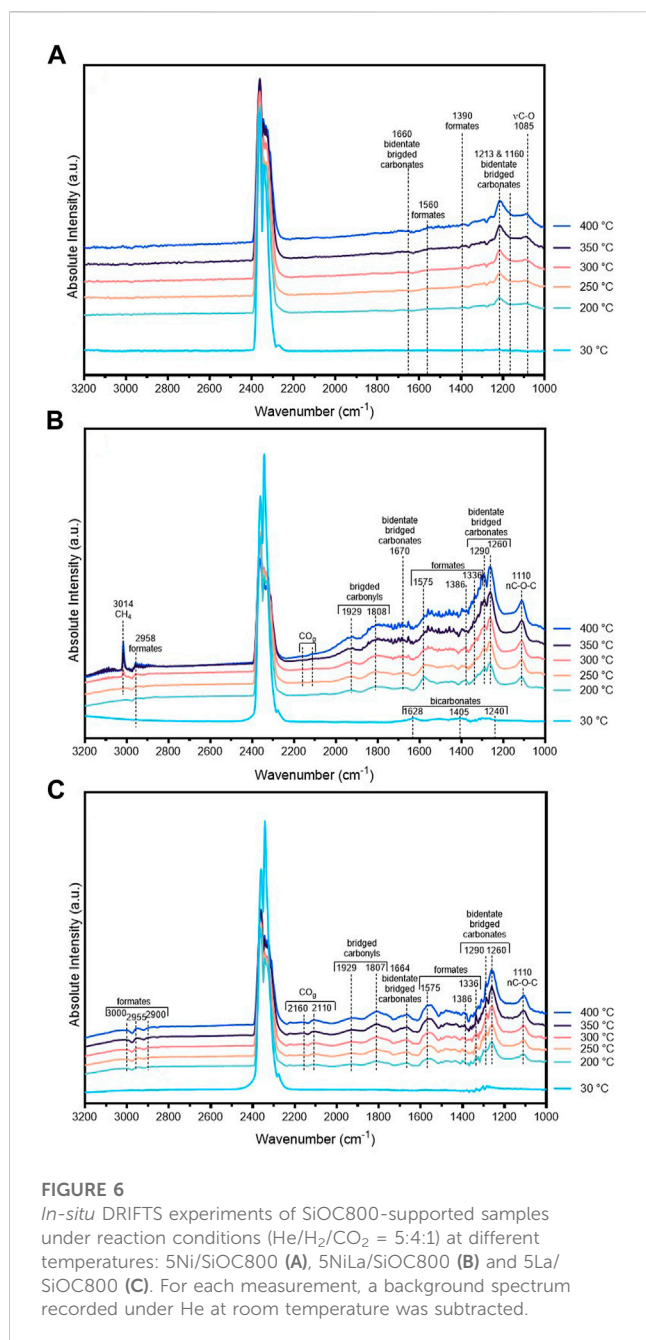 A
Absolute Intensity (a.u.)
1660
bidentate
brigded
carbonates
1560
formates
1390
formates
1213 & 1160
bidentate
bridged
carbonates
νC-O
1085
400 °C
350 °C
300 °C
250 °C
200 °C
30 °C
3200 3000 2800 2600 2400 2200 2000 1800 1600 1400 1200 1000
Wavenumber (cm⁻¹)
B
Absolute Intensity (a.u.)
3014
CH₄
2958
formates
COg
brigded
carbonyls
1929 1808
bidentate
bridged
carbonates
1670
formates
1575
1386
1336
bidentate
bridged
carbonates
1290 1260
1110
nC-O-C
bicarbonates
1628 1405 1240
400 °C
350 °C
300 °C
250 °C
200 °C
30 °C
3200 3000 2800 2600 2400 2200 2000 1800 1600 1400 1200 1000
Wavenumber (cm⁻¹)
C
Absolute Intensity (a.u.)
formates
3000 2955 2900
COg
2160 2110
bridged
carbonyls
1929 1807
1664
bidentate
bridged
carbonates
formates
1575
1386
1336
bidentate
bridged
carbonates
1290 1260
1110
nC-O-C
400 °C
350 °C
300 °C
250 °C
200 °C
30 °C
3200 3000 2800 2600 2400 2200 2000 1800 1600 1400 1200 1000
Wavenumber (cm⁻¹)
FIGURE 6
In-situ DRIFTS experiments of SiOC800-supported samples
under reaction conditions (He/H₂/CO₂ = 5:4:1) at different
temperatures: 5Ni/SiOC800 (A), 5NiLa/SiOC800 (B) and 5La/
SiOC800 (C). For each measurement, a background spectrum
recorded under He at room temperature was subtracted.